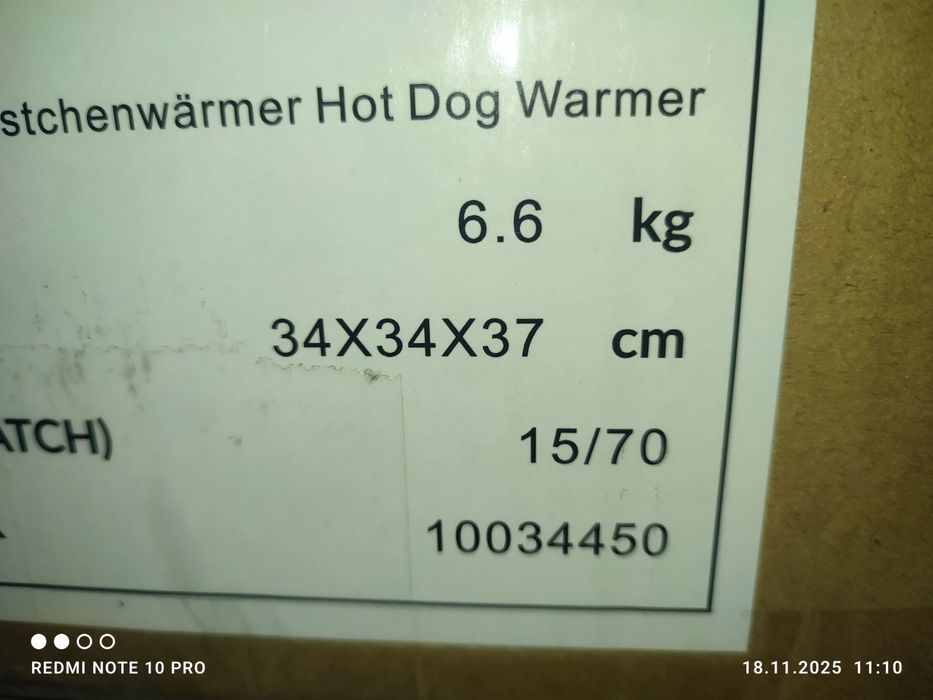 stchenwärmer Hot Dog Warmer
6.6 kg
34X34X37 cm
ATCH) 15/70
10034450
REDMI NOTE 10 PRO 18.11.2025 11:10